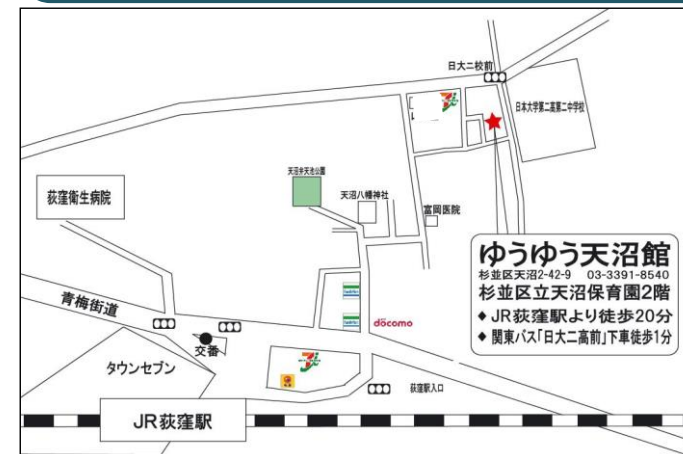 日大二校前
日本大学第二高第二中学校
天沼弁天池公園
天沼八幡神社
荻窪衛生病院
富岡医院
ゆうゆう天沼館
杉並区天沼2-42-9 03-3391-8540
杉並区立天沼保育園2階
◆ JR荻窪駅より徒歩20分
◆ 関東バス「日大二高前」下車徒歩1分
青梅街道
docomo
交番
タウンセブン
荻窪駅入口
JR荻窪駅